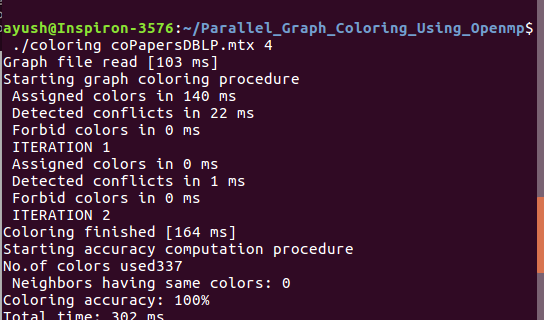 ayush@Inspiron-3576:~/Parallel_Graph_Coloring_Using_Openmp$
./coloring coPapersDBLP.mtx 4
Graph file read [103 ms]
Starting graph coloring procedure
Assigned colors in 140 ms
Detected conflicts in 22 ms
Forbid colors in 0 ms
ITERATION 1
Assigned colors in 0 ms
Detected conflicts in 1 ms
Forbid colors in 0 ms
ITERATION 2
Coloring finished [164 ms]
Starting accuracy computation procedure
No.of colors used337
Neighbors having same colors: 0
Coloring accuracy: 100%
Total time: 302 ms